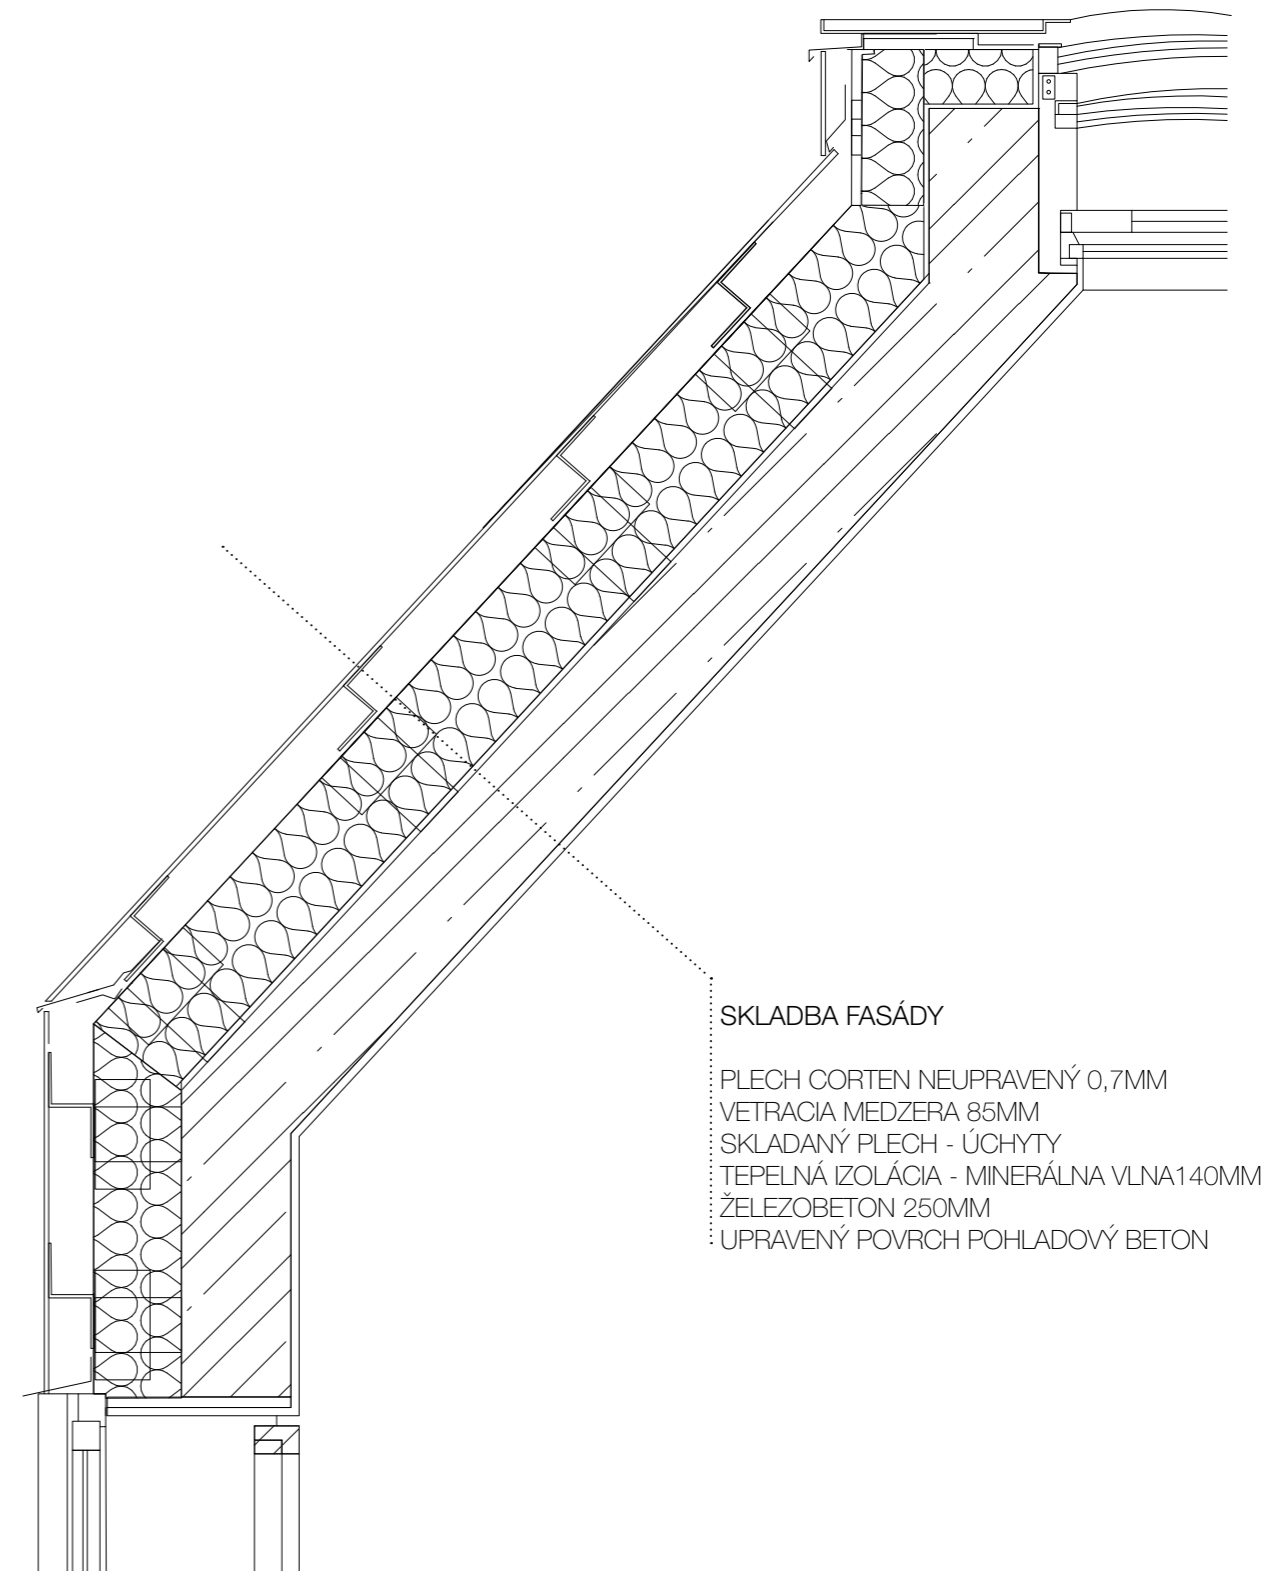 SKLADBA FASÁDY
PLECH CORTEN NEUPRAVENÝ 0,7MM
VETRACIA MEDZERA 85MM
SKLADANÝ PLECH - ÚCHYTY
TEPELNÁ IZOLÁCIA - MINERÁLNA VLNA140MM
ŽELEZOBETON 250MM
UPRAVENÝ POVRCH POHLADOVÝ BETON